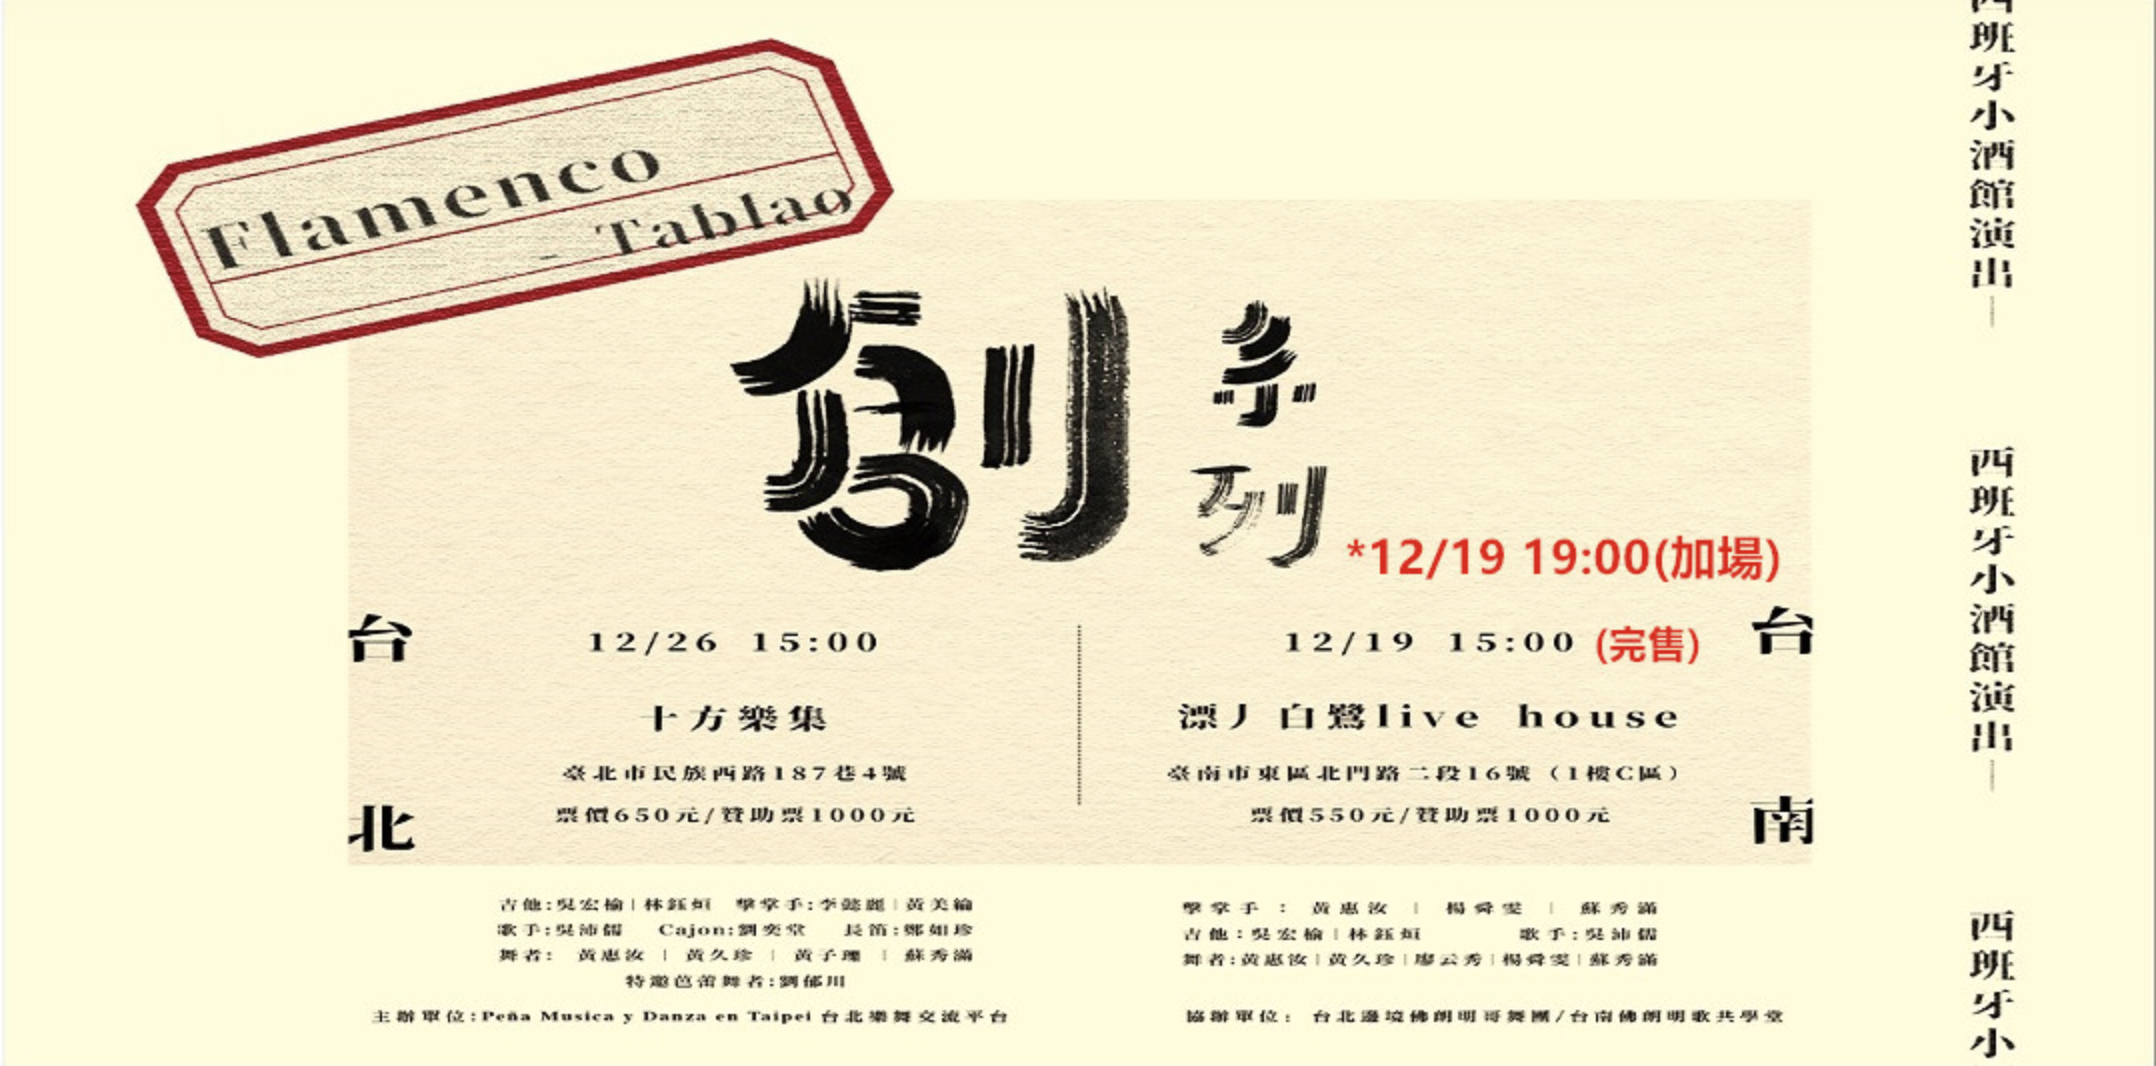 Flamenco
- Tablao
創系列
*12/19 19:00(加場)
台北
12/26 15:00
十方樂集
臺北市民族西路187巷4號
票價650元/贊助票1000元
台南
12/19 15:00 (完售)
漂丿白鷺live house
臺南市東區北門路二段16號（1樓C區）
票價550元/贊助票1000元
吉他:吳宏榆|林鈺烜 擊掌手:李懿麗|黃美綸
歌手:吳沛儒 Cajon:劉奕堂 長笛:鄭如珍
舞者: 黃惠汝 | 黃久珍 | 黃子珊 | 蘇秀滿
特邀芭蕾舞者:劉郁川
主辦單位:Peña Musica y Danza en Taipei 台北樂舞交流平台
擊掌手： 黃惠汝 | 楊舜雯 | 蘇秀滿
吉他：吳宏榆|林鈺烜 歌手:吳沛儒
舞者:黃惠汝|黃久珍|廖云秀|楊舜雯|蘇秀滿
協辦單位: 台北邊境佛朗明哥舞團/台南佛朗明歌共學堂
西班牙小酒館演出—
西班牙小酒館演出—
西班牙小